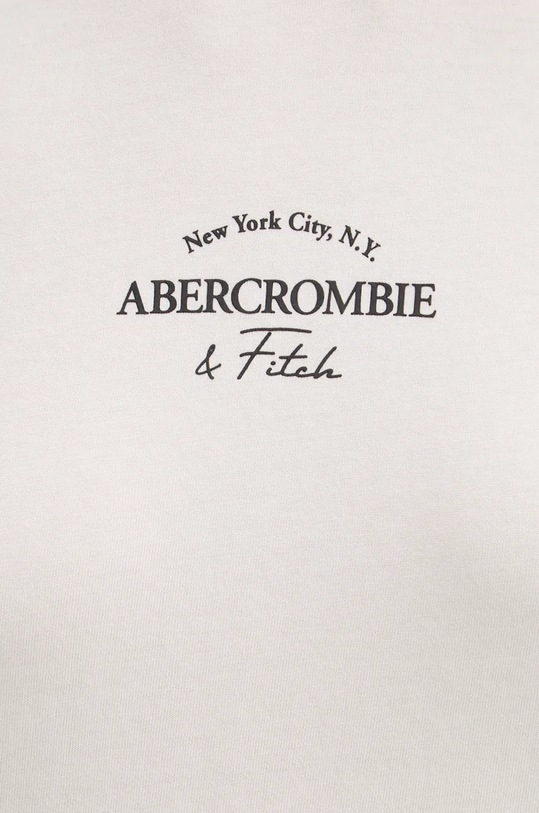 New York City, N.Y.
ABERCROMBIE
& Fitch